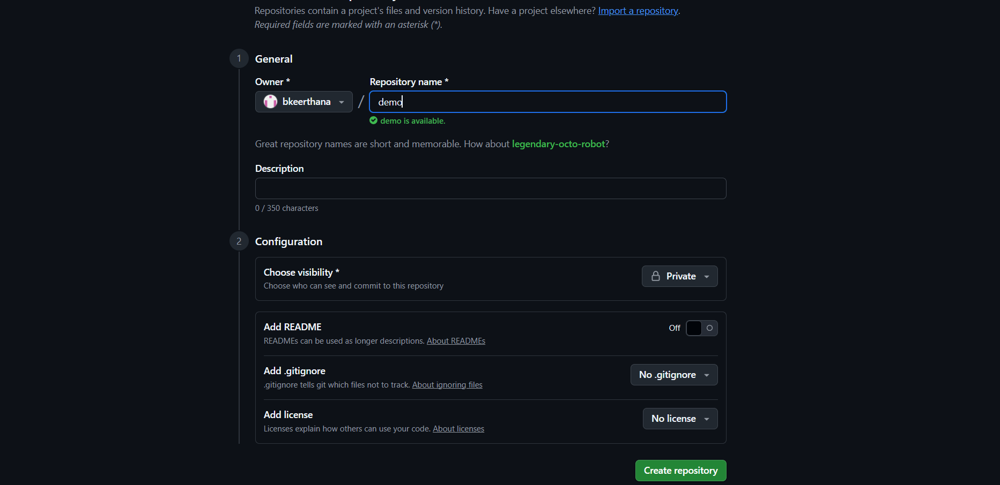 Repositories contain a project's files and version history. Have a project elsewhere? Import a repository.
Required fields are marked with an asterisk (*).
1 General
Owner * Repository name *
bkeerthana / demo
demo is available.
Great repository names are short and memorable. How about legendary-octo-robot?
Description
0 / 350 characters
2 Configuration
Choose visibility *
Private
Choose who can see and commit to this repository
Add README
Off
READMEs can be used as longer descriptions. About READMEs
Add .gitignore
No .gitignore
.gitignore tells git which files not to track. About ignoring files
Add license
No license
Licenses explain how others can use your code. About licenses
Create repository